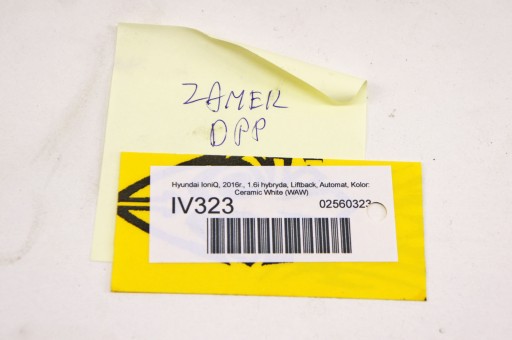 ZAMEK
DPP
Hyundai IoniQ, 2016r., 1.6i hybryda, Liftback, Automat, Kolor:
Ceramic White (WAW)
IV323
02560323